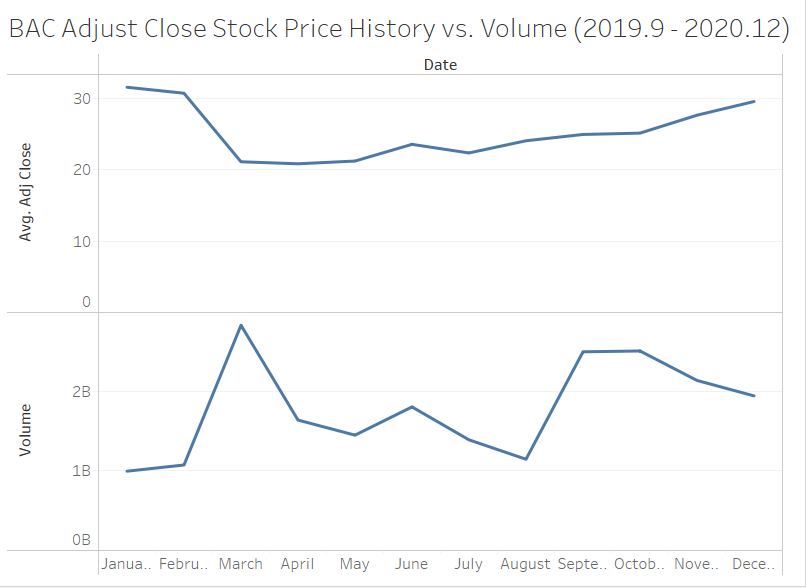 BAC Adjust Close Stock Price History vs. Volume (2019.9 - 2020.12)
Date
Avg. Adj Close
30
20
10
0
Volume
2B
1B
0B
Janua.. Febru.. March April May June July August Septe.. Octob.. Nove.. Dece..